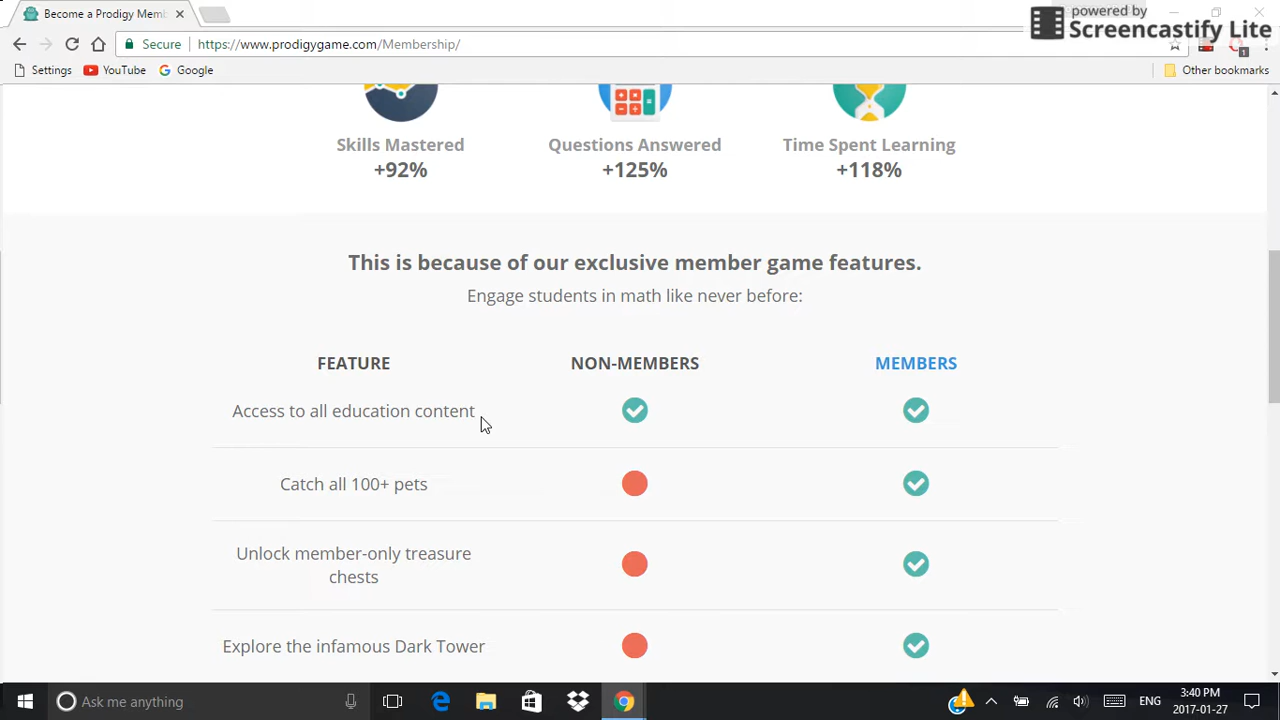 powered by
Screencastify Lite
Become a Prodigy Memb
Secure
https://www.prodigygame.com/Membership/
1
Settings
YouTube
Google
Other bookmarks
Skills Mastered
Questions Answered
Time Spent Learning
+92%
+125%
+118%
This is because of our exclusive member game features.
Engage students in math like never before:
FEATURE
NON-MEMBERS
MEMBERS
Access to all education content
Catch all 100+ pets
Unlock member-only treasure
chests
Explore the infamous Dark Tower
Ask me anything
ENG
3:40 PM
2017-01-27